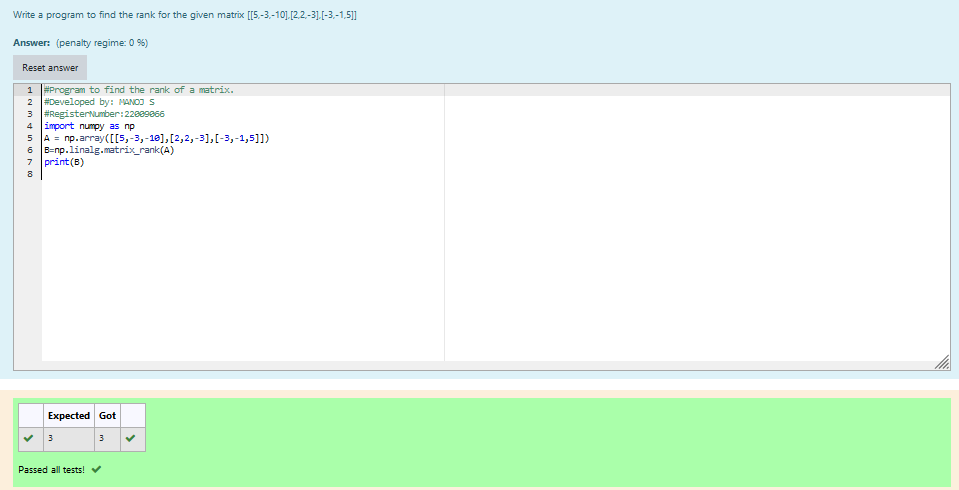 Write a program to find the rank for the given matrix [[5,-3,-10],[2,2,-3],[-3,-1,5]]
Answer: (penalty regime: 0 %)
Reset answer
1 #Program to find the rank of a matrix.
2 #Developed by: MANOJ S
3 #RegisterNumber:22009066
4 import numpy as np
5 A = np.array([[5,-3,-10],[2,2,-3],[-3,-1,5]])
6 B=np.linalg.matrix_rank(A)
7 print(B)
8
Expected Got
3 3
Passed all tests!